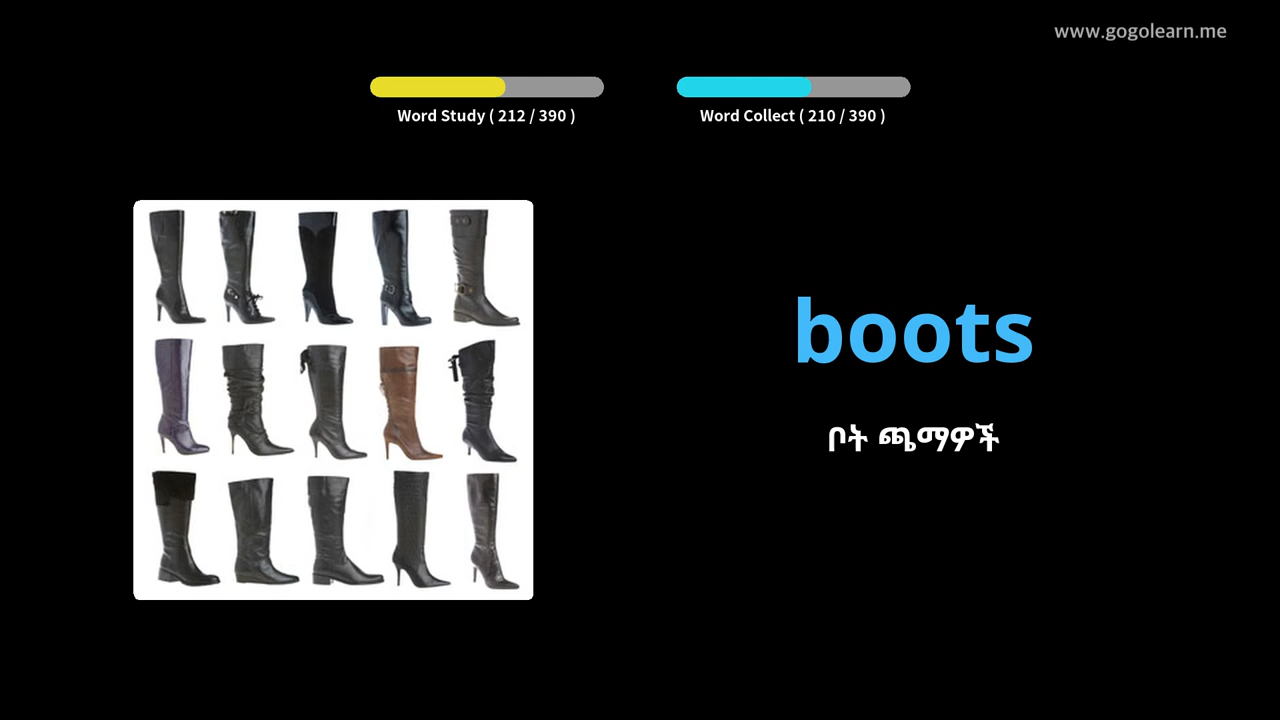 www.gogolearn.me
Word Study ( 212 / 390 )
Word Collect ( 210 / 390 )
boots
ቦት ጫማዎች